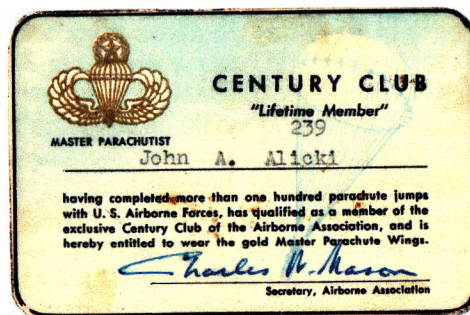 CENTURY CLUB
"Lifetime Member"
239
MASTER PARACHUTIST
John A. Alicki
having completed more than one hundred parachute jumps
with U. S. Airborne Forces, has qualified as a member of the
exclusive Century Club of the Airborne Association, and is
hereby entitled to wear the gold Master Parachute Wings.
Charles W. Mason
Secretary, Airborne Association